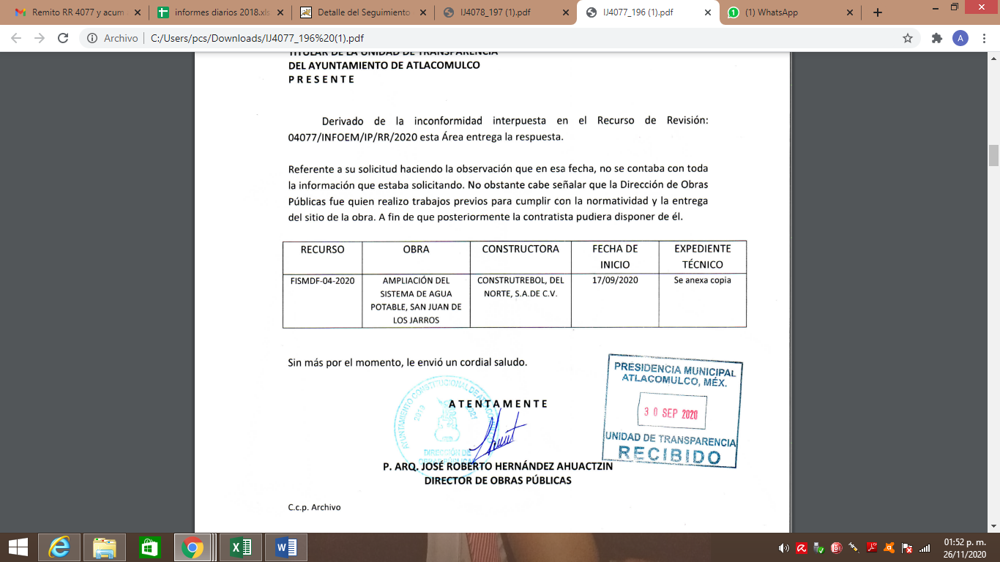 Remito RR 4077 y acum
informes diarios 2018.xls
Detalle del Seguimiento
IJ4078_197 (1).pdf
IJ4077_196 (1).pdf
(1) WhatsApp
Archivo
C:/Users/pcs/Downloads/IJ4077_196%20(1).pdf
A
TITULAR DE LA UNIDAD DE TRANSPARENCIA
DEL AYUNTAMIENTO DE ATLACOMULCO
P R E S E N T E
Derivado de la inconformidad interpuesta en el Recurso de Revisión:
04077/INFOEM/IP/RR/2020 esta Área entrega la respuesta.
Referente a su solicitud haciendo la observación que en esa fecha, no se contaba con toda
la información que estaba solicitando. No obstante cabe señalar que la Dirección de Obras
Públicas fue quien realizo trabajos previos para cumplir con la normatividad y la entrega
del sitio de la obra. A fin de que posteriormente la contratista pudiera disponer de él.
RECURSO
OBRA
CONSTRUCTORA
FECHA DE
INICIO
EXPEDIENTE
TÉCNICO
FISMDF-04-2020
AMPLIACIÓN DEL
SISTEMA DE AGUA
POTABLE, SAN JUAN DE
LOS JARROS
CONSTRUTREBOL, DEL
NORTE, S.A.DE C.V.
17/09/2020
Se anexa copia
Sin más por el momento, le envió un cordial saludo.
PRESIDENCIA MUNICIPAL
ATLACOMULCO, MÉX.
3 0 SEP 2020
UNIDAD DE TRANSPARENCIA
RECIBIDO
AYUNTAMIENTO CONSTITUCIONAL DE ATLACOMULCO
2019
2021
DIRECCIÓN DE
A T E N T A M E N T E
P. ARQ. JOSÉ ROBERTO HERNÁNDEZ AHUACTZIN
DIRECTOR DE OBRAS PÚBLICAS
C.c.p. Archivo
01:52 p. m.
26/11/2020